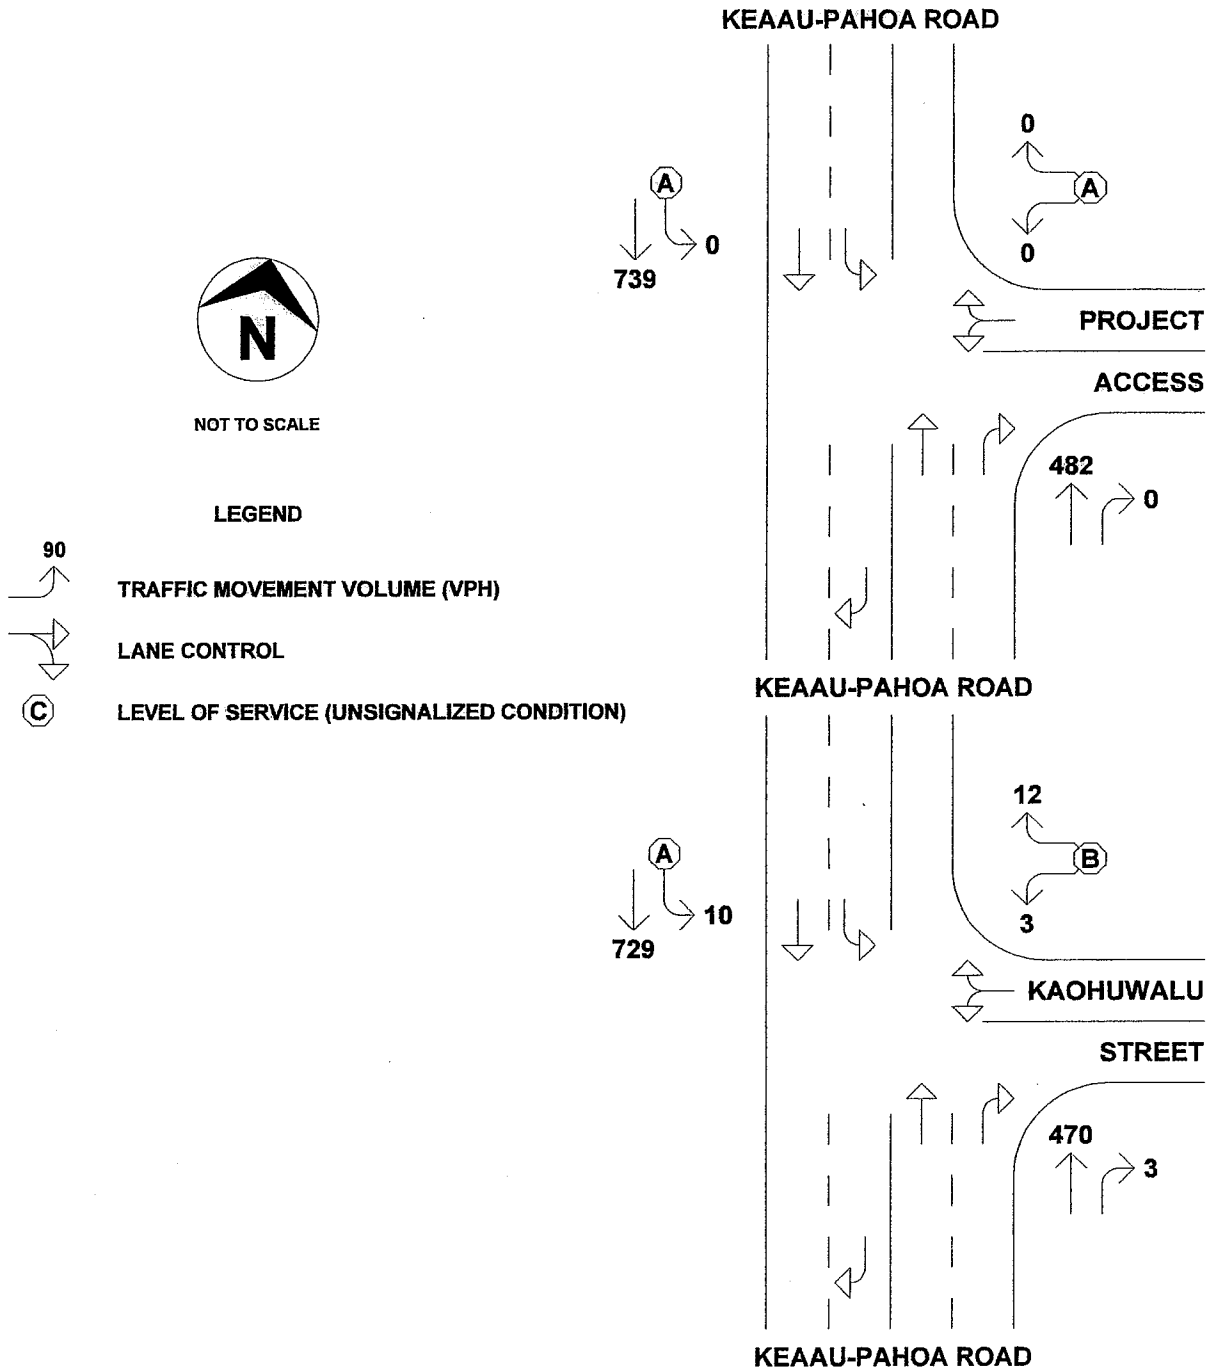 KEAAU-PAHOA ROAD
0
A
A
0
0
739
N
PROJECT
ACCESS
NOT TO SCALE
482
0
LEGEND
90
TRAFFIC MOVEMENT VOLUME (VPH)
LANE CONTROL
KEAAU-PAHOA ROAD
C
LEVEL OF SERVICE (UNSIGNALIZED CONDITION)
12
A
B
10
3
729
KAOHUWALU
STREET
470
3
KEAAU-PAHOA ROAD